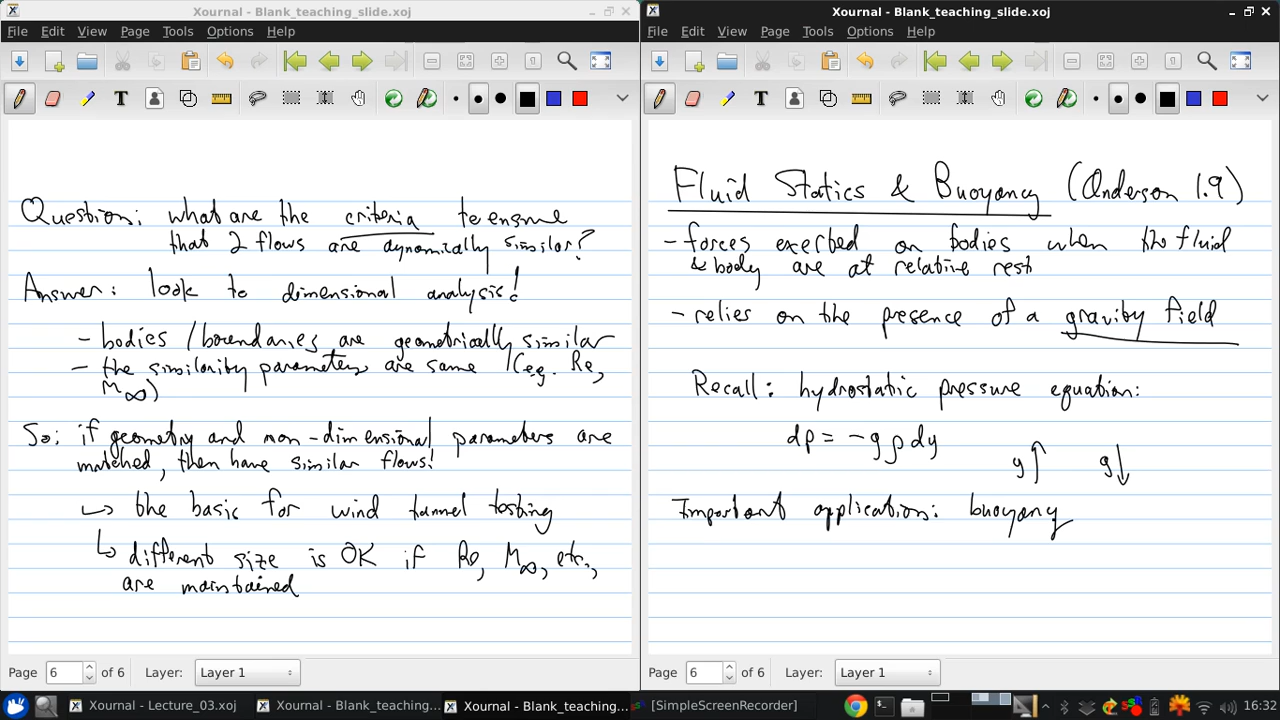 Xournal - Blank_teaching_slide.xoj
File Edit View Page Tools Options Help
Question: what are the criteria to ensure
that 2 flows are dynamically similar?
Answer: look to dimensional analysis!
- bodies/boundaries are geometrically similar
- the similarity parameters are same (e.g. Re,
M∞)
So: if geometry and non-dimensional parameters are
matched, then have similar flows!
↳ the basic for wind tunnel testing
↳ different size is OK if Re, M∞, etc.,
are maintained
Page 6 of 6 Layer: Layer 1
Xournal - Blank_teaching_slide.xoj
File Edit View Page Tools Options Help
Fluid Statics & Buoyancy (Anderson 1.9)
- forces exerted on bodies when the fluid
& body are at relative rest
- relies on the presence of a gravity field
Recall: hydrostatic pressure equation:
dp = -gρdy
y↑ g↓
Important application: buoyancy
Page 6 of 6 Layer: Layer 1
Xournal - Lecture_03.xoj Xournal - Blank_teaching... Xournal - Blank_teaching... [SimpleScreenRecorder] 16:32